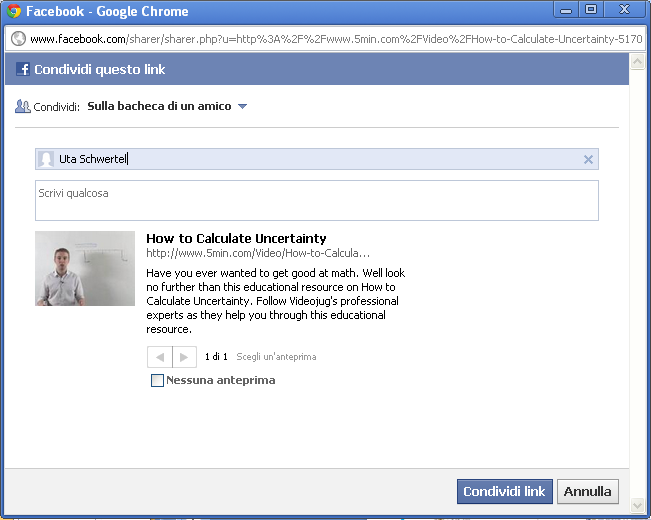 Facebook - Google Chrome
www.facebook.com/sharer/sharer.php?u=http%3A%2F%2Fwww.5min.com%2FVideo%2FHow-to-Calculate-Uncertainty-5170
Condividi questo link
Condividi: Sulla bacheca di un amico
Uta Schwertel
Scrivi qualcosa
How to Calculate Uncertainty
http://www.5min.com/Video/How-to-Calcula...
Have you ever wanted to get good at math. Well look
no further than this educational resource on How to
Calculate Uncertainty. Follow Videojug's professional
experts as they help you through this educational
resource.
1 di 1 Scegli un'anteprima
Nessuna anteprima
Condividi link Annulla